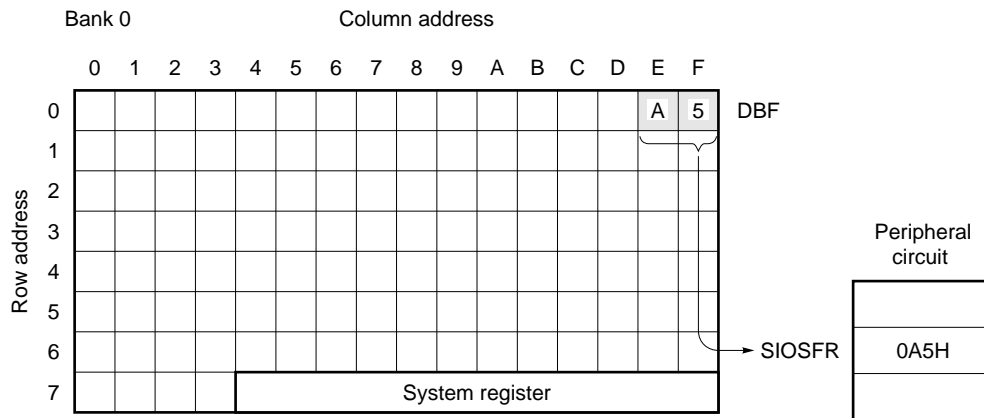 Bank 0 Column address
0 1 2 3 4 5 6 7 8 9 A B C D E F
0 A 5 DBF
1
2
3
4
5
6
7 System register
Row address
Peripheral
circuit
SIOSFR 0A5H